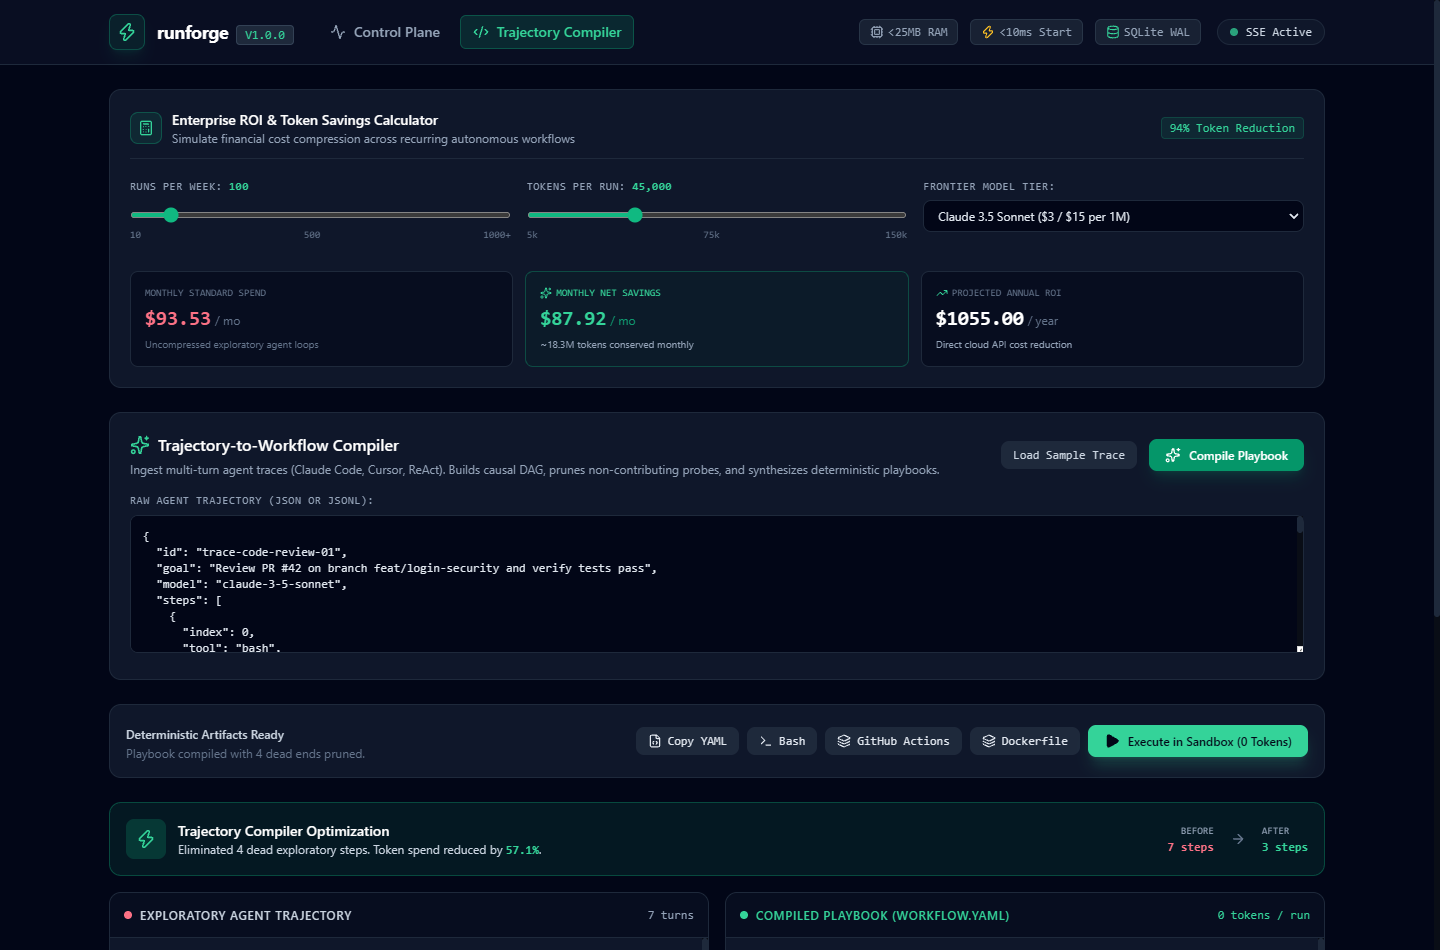 runforge V1.0.0 Control Plane Trajectory Compiler <25MB RAM <10ms Start SQLite WAL SSE Active
Enterprise ROI & Token Savings Calculator
Simulate financial cost compression across recurring autonomous workflows
94% Token Reduction
RUNS PER WEEK: 100
10 500 1000+
TOKENS PER RUN: 45,000
5k 75k 150k
FRONTIER MODEL TIER:
Claude 3.5 Sonnet ($3 / $15 per 1M)
MONTHLY STANDARD SPEND
$93.53 / mo
Uncompressed exploratory agent loops
MONTHLY NET SAVINGS
$87.92 / mo
~18.3M tokens conserved monthly
PROJECTED ANNUAL ROI
$1055.00 / year
Direct cloud API cost reduction
Trajectory-to-Workflow Compiler
Ingest multi-turn agent traces (Claude Code, Cursor, ReAct). Builds causal DAG, prunes non-contributing probes, and synthesizes deterministic playbooks.
Load Sample Trace
Compile Playbook
RAW AGENT TRAJECTORY (JSON OR JSONL):
{
"id": "trace-code-review-01",
"goal": "Review PR #42 on branch feat/login-security and verify tests pass",
"model": "claude-3-5-sonnet",
"steps": [
{
"index": 0,
"tool": "bash",
Deterministic Artifacts Ready
Playbook compiled with 4 dead ends pruned.
Copy YAML Bash GitHub Actions Dockerfile Execute in Sandbox (0 Tokens)
Trajectory Compiler Optimization
Eliminated 4 dead exploratory steps. Token spend reduced by 57.1%.
BEFORE
7 steps
AFTER
3 steps
EXPLORATORY AGENT TRAJECTORY 7 turns
COMPILED PLAYBOOK (WORKFLOW.YAML) 0 tokens / run